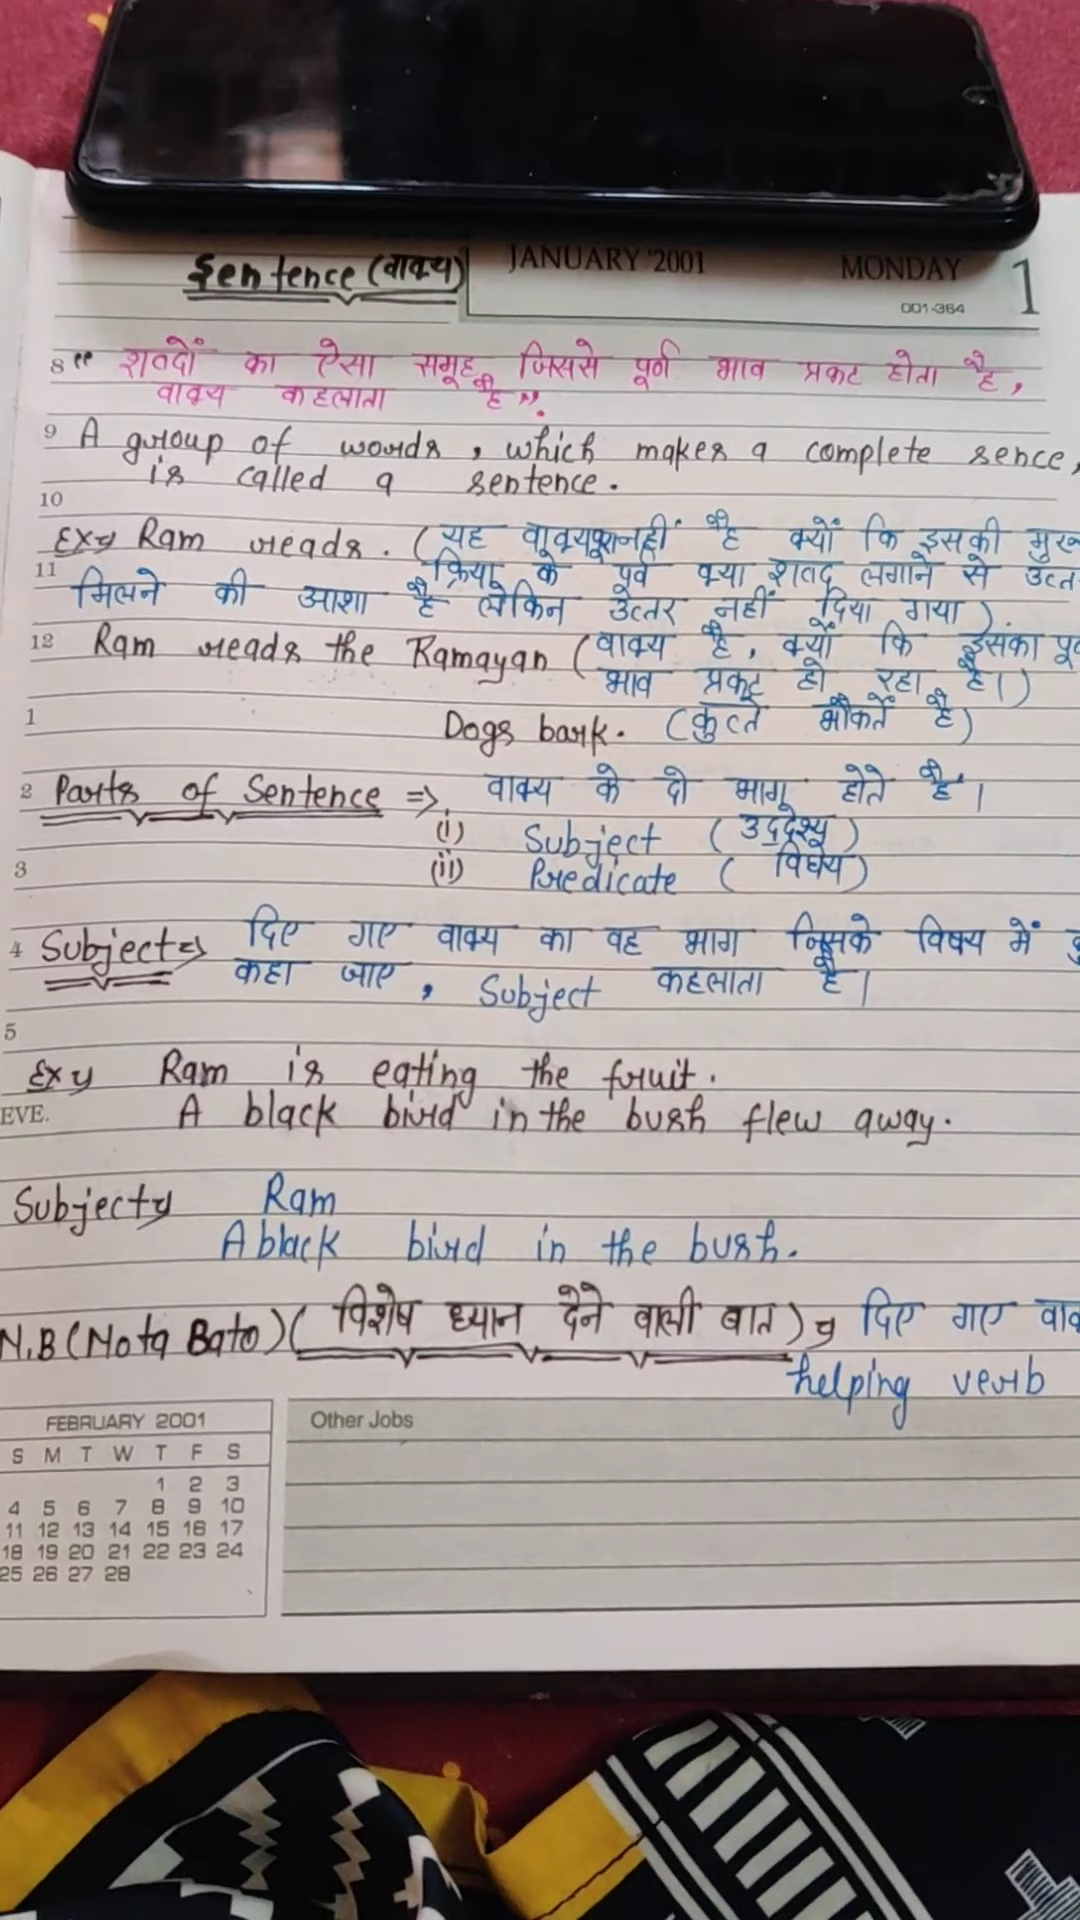 Sentence (वाक्य)
JANAURY '2001 MONDAY 1
001-364
8 " शब्दों का ऐसा समूह जिससे पूर्ण भाव प्रकट होता है,
वाक्य कहलाता है".
9 A group of words, which makes a complete sence,
is called a sentence.
10
Ex→ Ram reads. (यह वाक्य नहीं है क्यों कि इसकी
11 क्रिया के पूर्व क्या शब्द लगाने से
मिलने की आशा है लेकिन उत्तर नहीं दिया गया).
12 Ram reads the Ramayan (वाक्य है, क्यों कि इसका
भाव प्रकट हो रहा है।)
1 Dogs bark. (कुत्ते भौंकते है)
2 Parts of Sentence ⇒ वाक्य के दो भाग होते है।
(i) Subject (उद्देश्य)
3 (ii) Predicate (विधेय)
4 Subject⇒ दिए गए वाक्य का वह भाग जिसके विषय में
कहा जाए, Subject कहलाता है।
5
Ex→ Ram is eating the fruit.
EVE. A black bird in the bush flew away.
Subject→ Ram
A black bird in the bush.
N.B (Nota Bato) (विशेष ध्यान देने वाली बात)→ दिए गए
helping verb
FEBRUARY 2001
S M T W T F S
1 2 3
4 5 6 7 8 9 10
11 12 13 14 15 16 17
18 19 20 21 22 23 24
25 26 27 28
Other Jobs